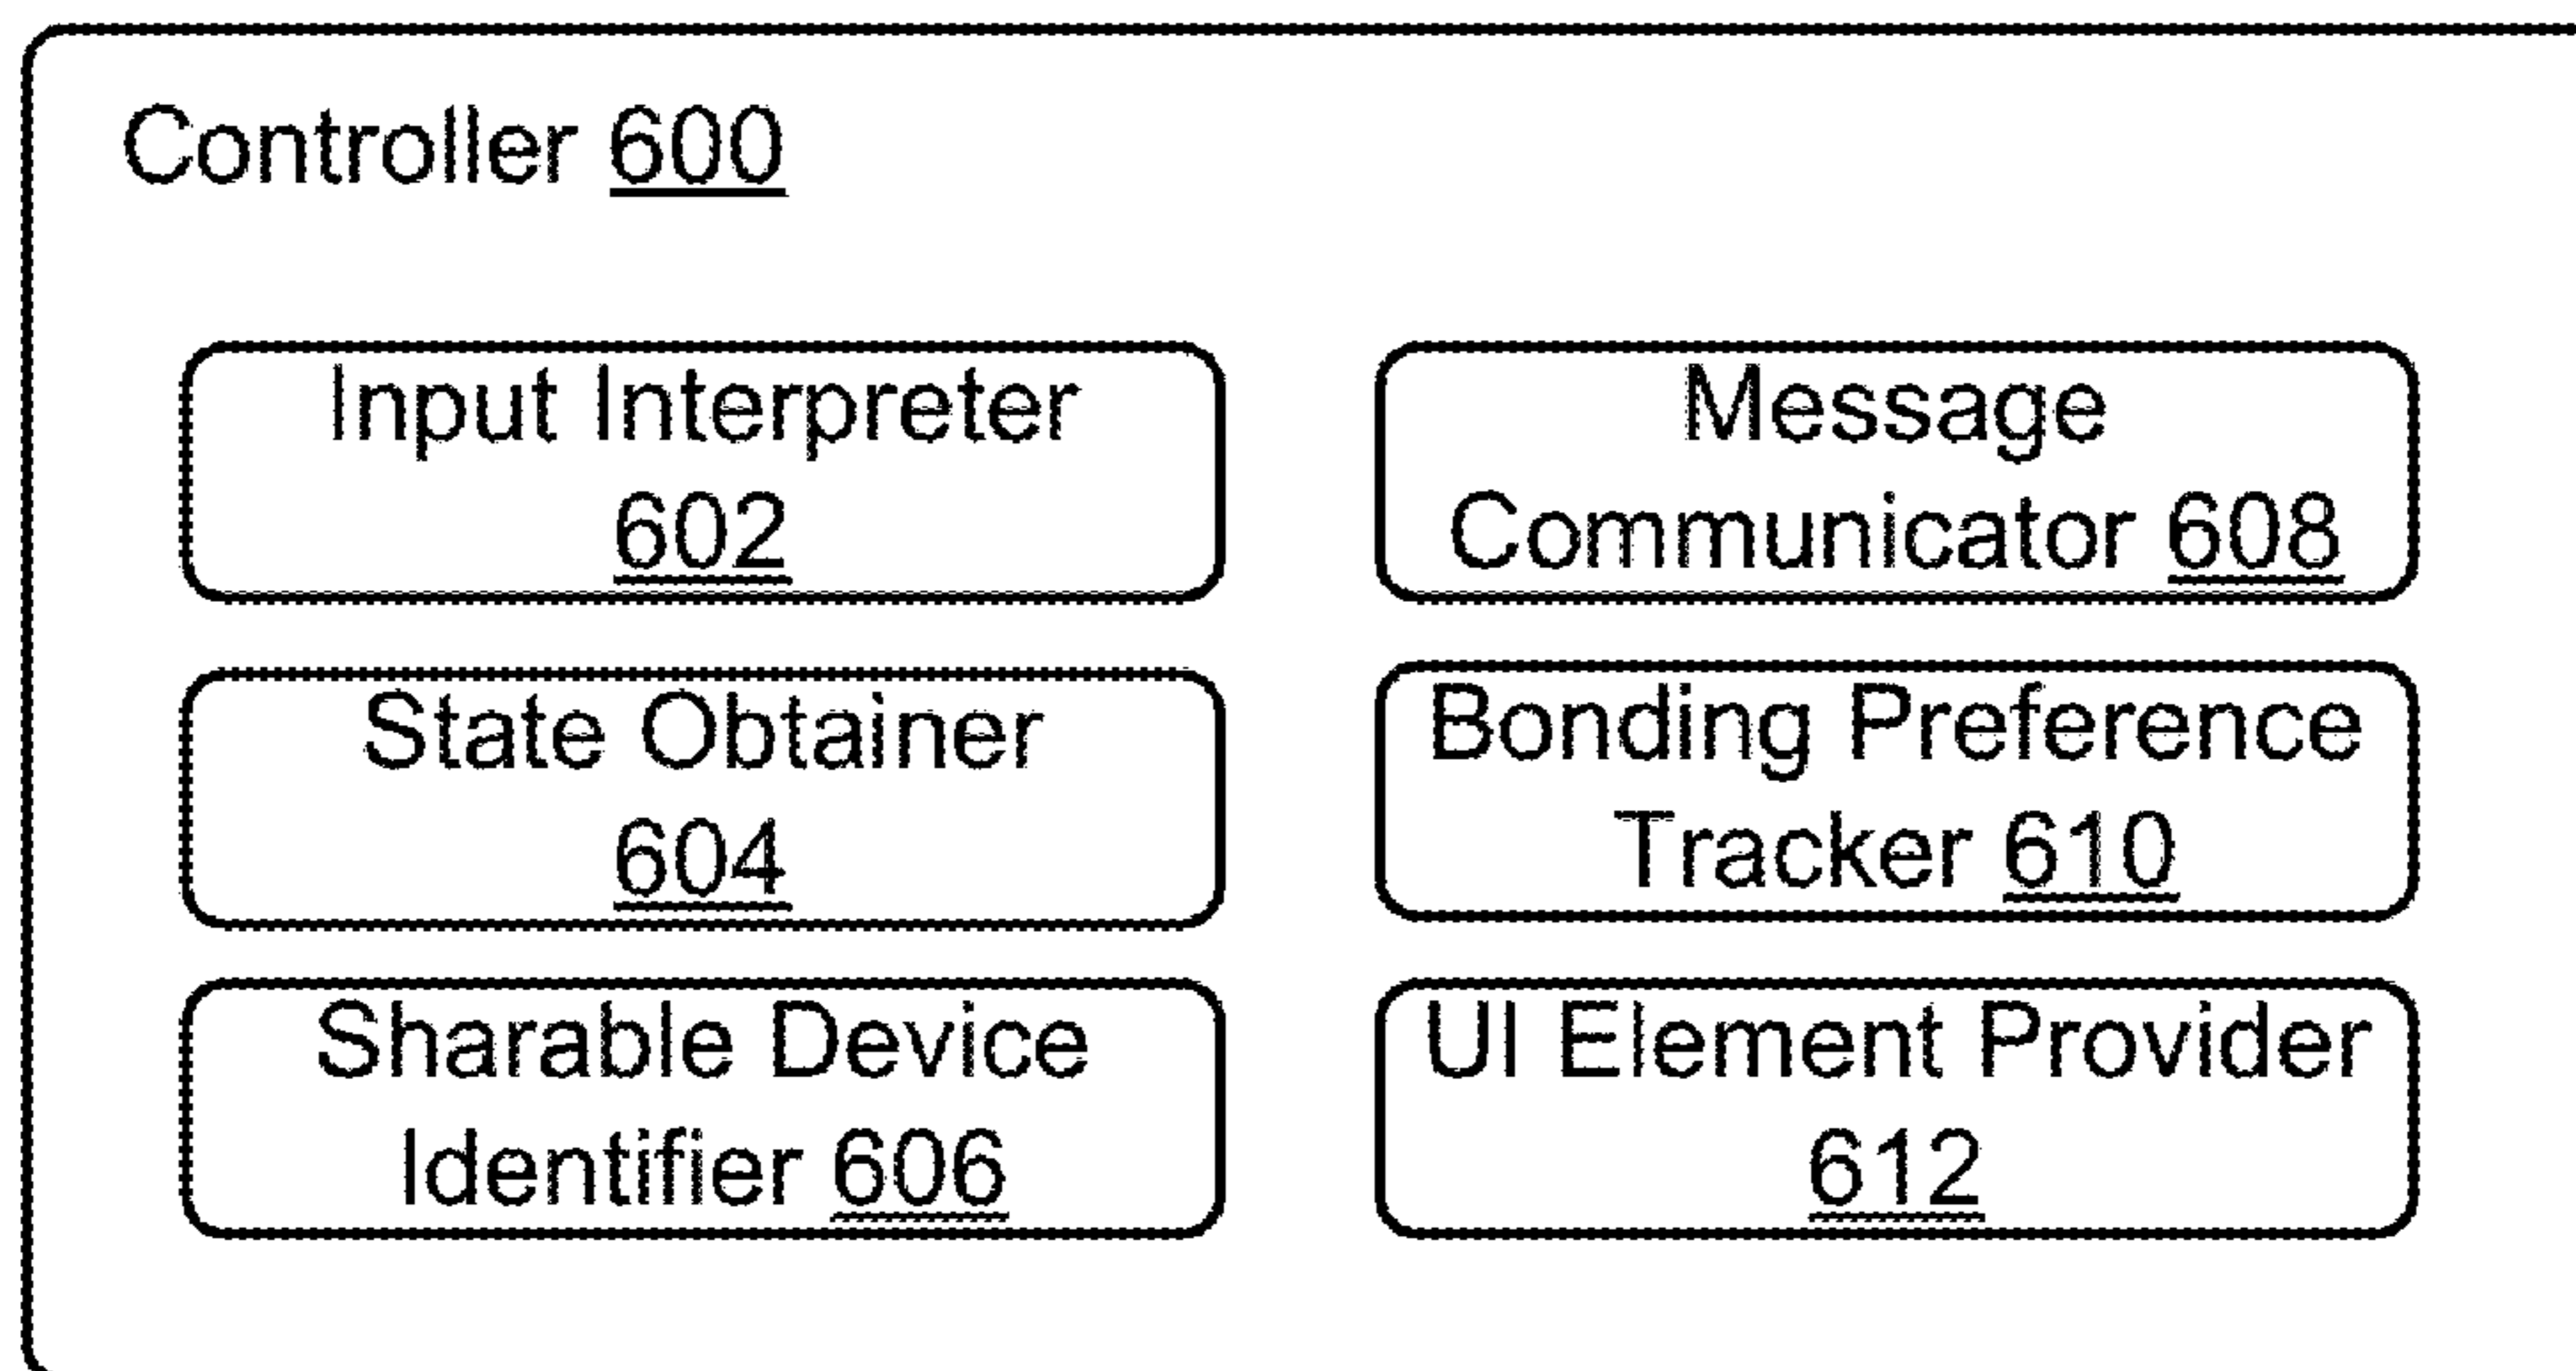 Controller 600
Input Interpreter
602
State Obtainer
604
Sharable Device
Identifier 606
Message
Communicator 608
Bonding Preference
Tracker 610
UI Element Provider
612